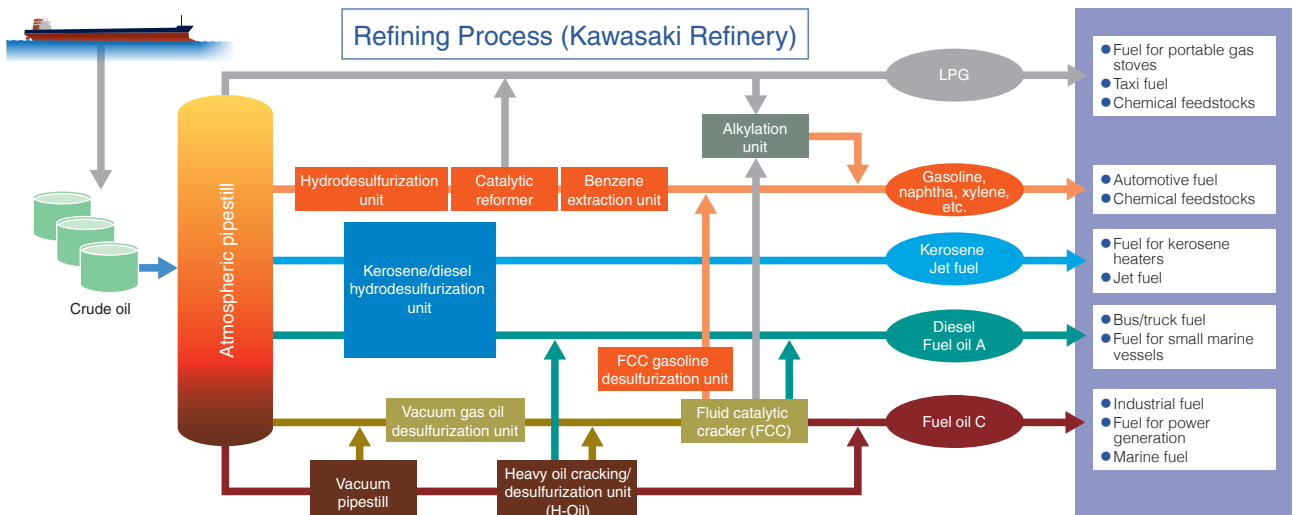 Refining Process (Kawasaki Refinery)
LPG
Fuel for portable gas
stoves
Taxi fuel
Chemical feedstocks
Alkylation
unit
Hydrodesulfurization
unit
Catalytic
reformer
Benzene
extraction unit
Gasoline,
naphtha, xylene,
etc.
Automotive fuel
Chemical feedstocks
Atmospheric pipestill
Crude oil
Kerosene/diesel
hydrodesulfurization
unit
Kerosene
Jet fuel
Fuel for kerosene
heaters
Jet fuel
Diesel
Fuel oil A
Bus/truck fuel
Fuel for small marine
vessels
FCC gasoline
desulfurization unit
Vacuum gas oil
desulfurization unit
Fluid catalytic
cracker (FCC)
Fuel oil C
Industrial fuel
Fuel for power
generation
Marine fuel
Vacuum
pipestill
Heavy oil cracking/
desulfurization unit
(H-Oil)